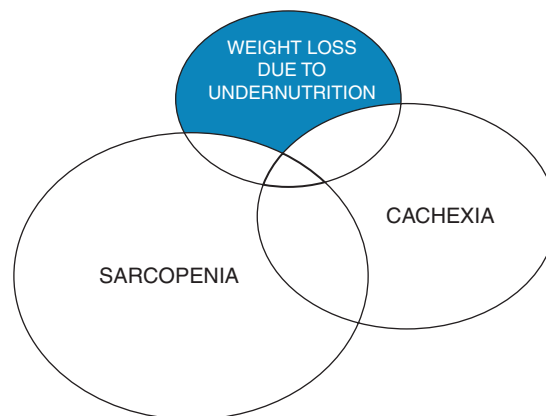 WEIGHT LOSS
DUE TO
UNDERNUTRITION
CACHEXIA
SARCOPENIA